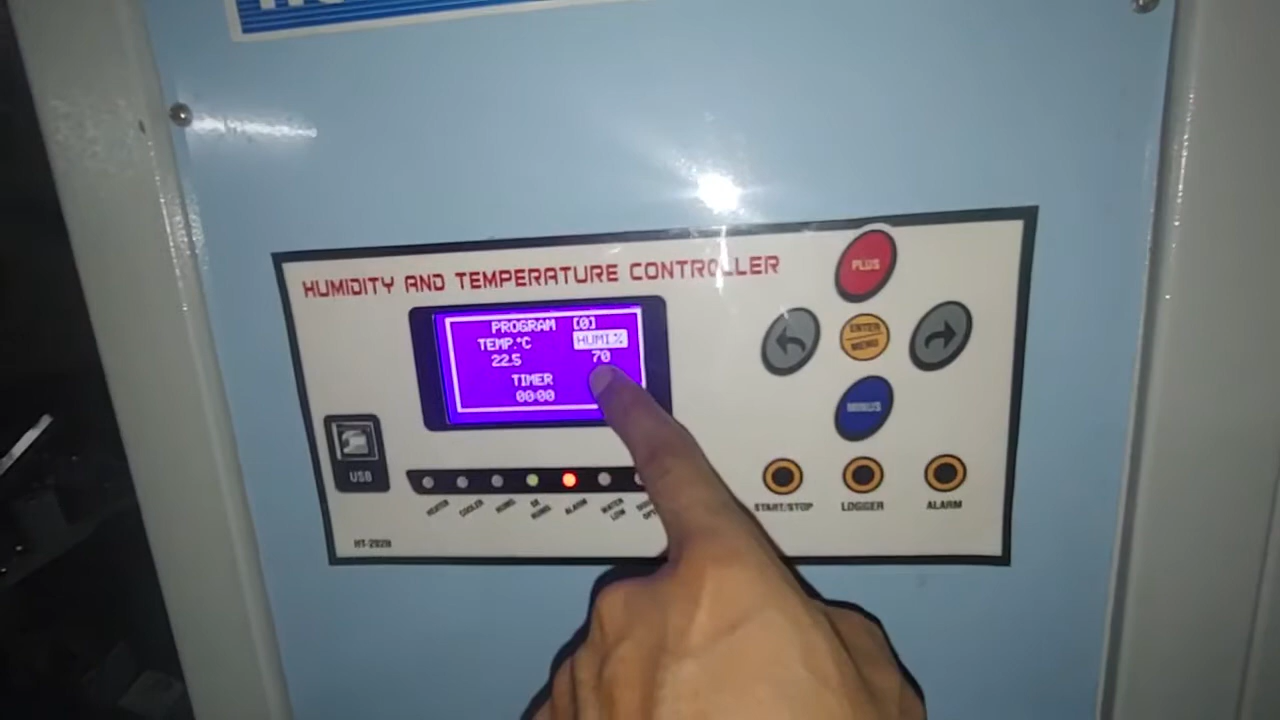 HUMIDITY AND TEMPERATURE CONTROLLER
PROGRAM [0]
TEMP.°C HUMI.%
22.5 70
TIMER
00:00
PLUS
ENTER
MENU
MINUS
USB
HEATER
COOLER
HUMID
DE HUMID
ALARM
WATER LOW
START/STOP
LOGGER
ALARM